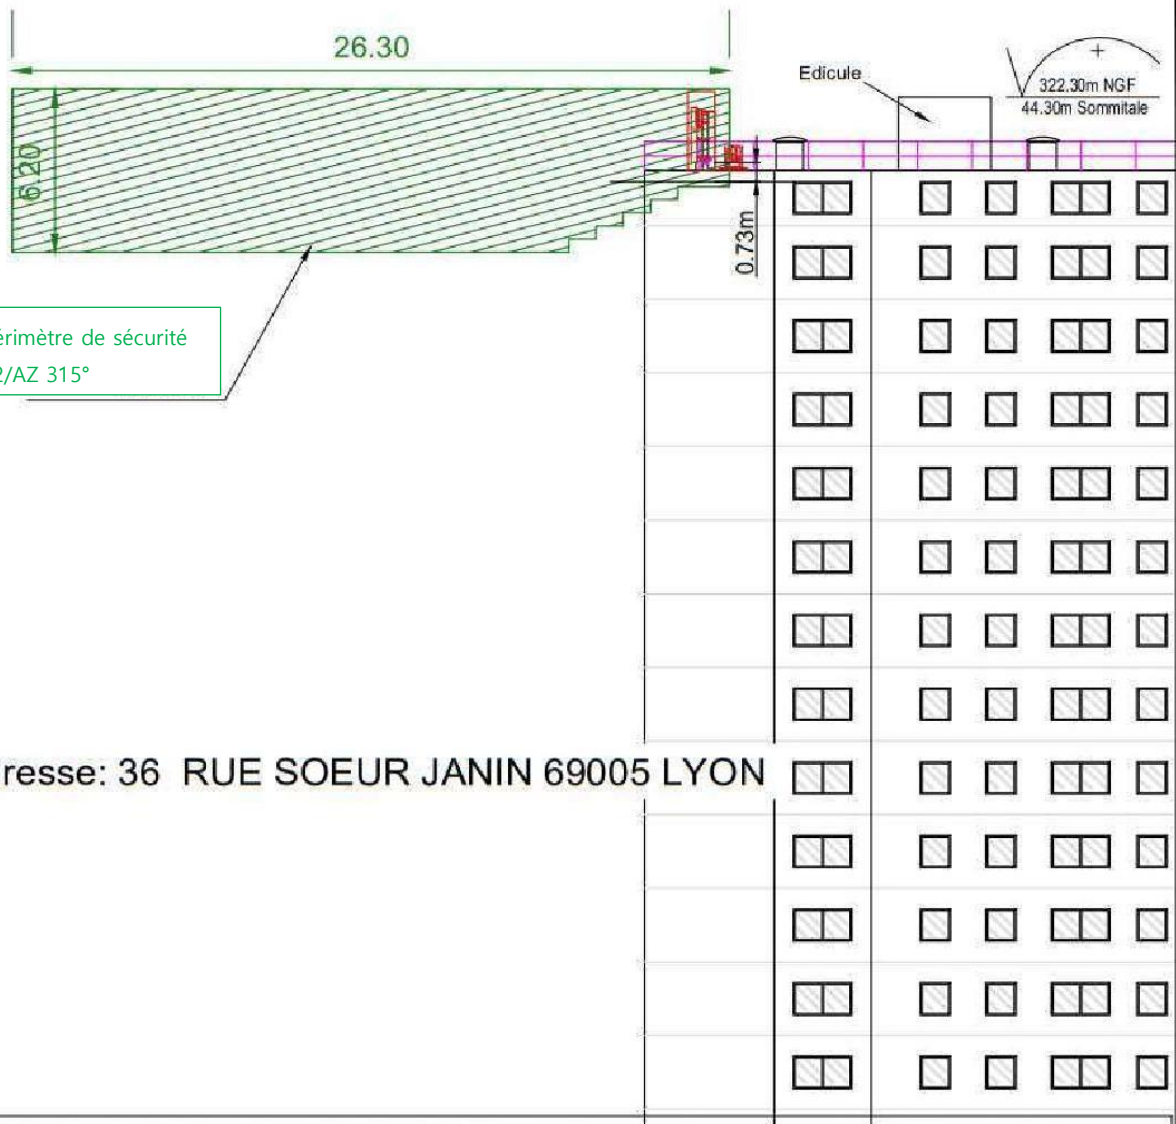 26.30
Edicule
322.30m NGF
44.30m Sommitale
6.20
0.73m
érimètre de sécurité
2/AZ 315°
resse: 36 RUE SOEUR JANIN 69005 LYON